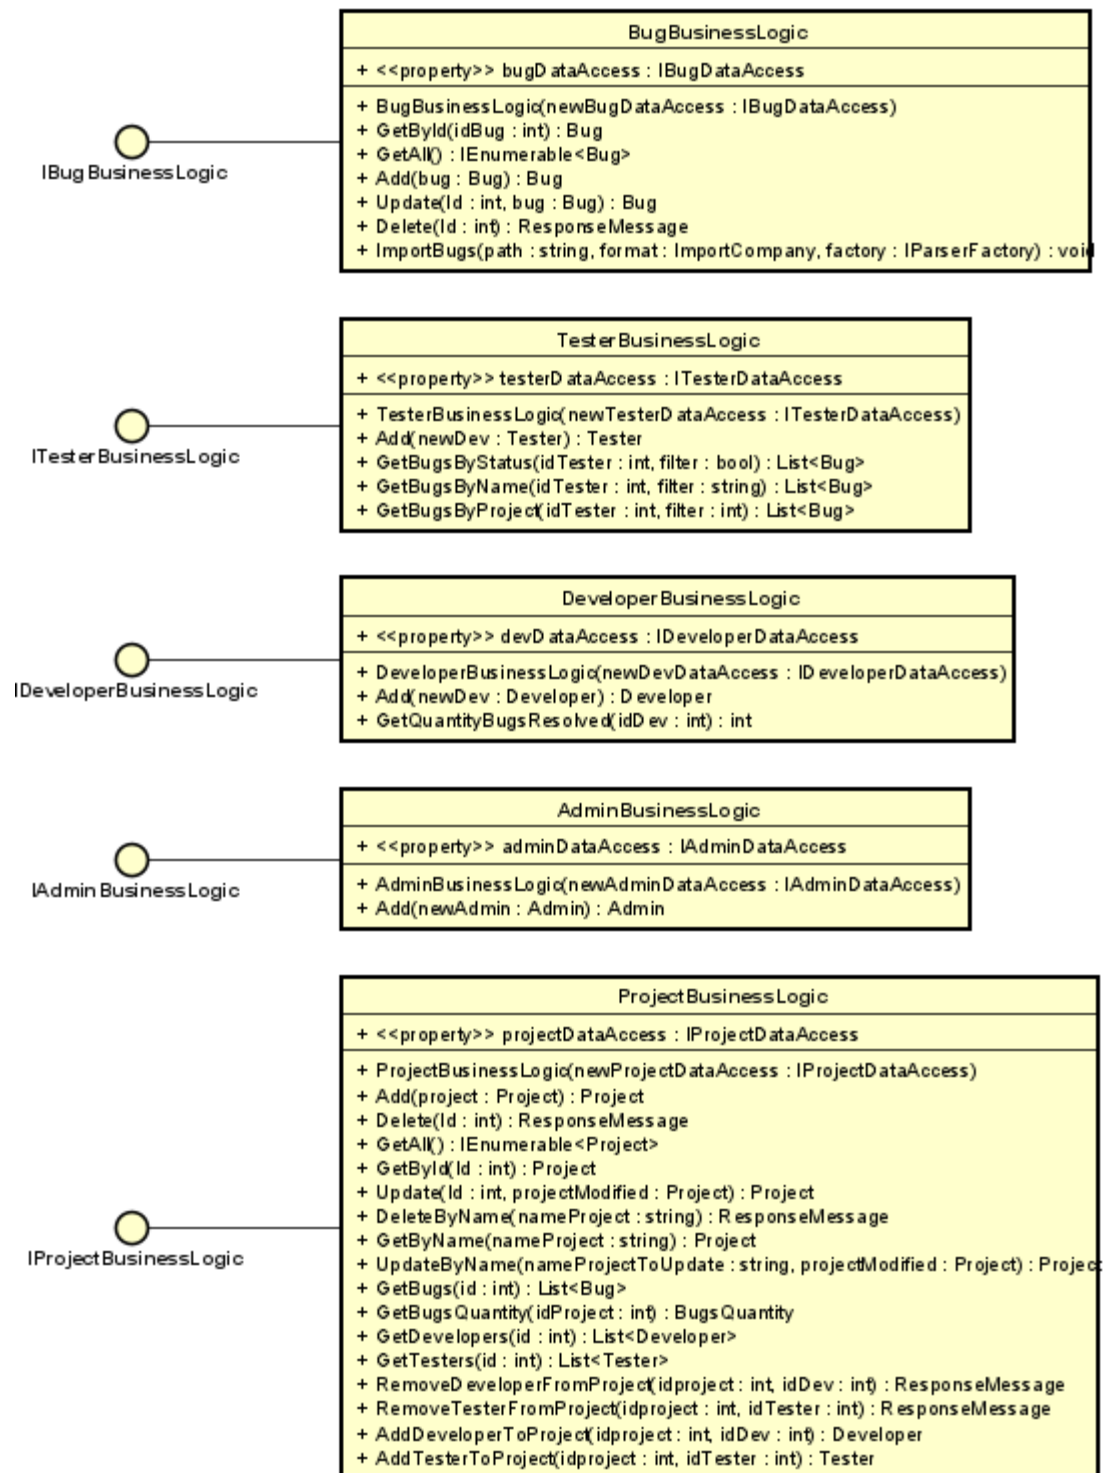 BugBusinessLogic
+ <<property>> bugDataAccess : IBugDataAccess
+ BugBusinessLogic(newBugDataAccess : IBugDataAccess)
+ GetById(idBug : int) : Bug
+ GetAll() : IEnumerable<Bug>
+ Add(bug : Bug) : Bug
+ Update(Id : int, bug : Bug) : Bug
+ Delete(Id : int) : ResponseMessage
+ ImportBugs(path : string, format : ImportCompany, factory : IParserFactory) : void
IBugBusinessLogic
TesterBusinessLogic
+ <<property>> testerDataAccess : ITesterDataAccess
+ TesterBusinessLogic(newTesterDataAccess : ITesterDataAccess)
+ Add(newDev : Tester) : Tester
+ GetBugsByStatus(idTester : int, filter : bool) : List<Bug>
+ GetBugsByName(idTester : int, filter : string) : List<Bug>
+ GetBugsByProject(idTester : int, filter : int) : List<Bug>
ITesterBusinessLogic
DeveloperBusinessLogic
+ <<property>> devDataAccess : IDeveloperDataAccess
+ DeveloperBusinessLogic(newDevDataAccess : IDeveloperDataAccess)
+ Add(newDev : Developer) : Developer
+ GetQuantityBugsResolved(idDev : int) : int
IDeveloperBusinessLogic
AdminBusinessLogic
+ <<property>> adminDataAccess : IAdminDataAccess
+ AdminBusinessLogic(newAdminDataAccess : IAdminDataAccess)
+ Add(newAdmin : Admin) : Admin
IAdminBusinessLogic
ProjectBusinessLogic
+ <<property>> projectDataAccess : IProjectDataAccess
+ ProjectBusinessLogic(newProjectDataAccess : IProjectDataAccess)
+ Add(project : Project) : Project
+ Delete(Id : int) : ResponseMessage
+ GetAll() : IEnumerable<Project>
+ GetById(Id : int) : Project
+ Update(Id : int, projectModified : Project) : Project
+ DeleteByName(nameProject : string) : ResponseMessage
+ GetByName(nameProject : string) : Project
+ UpdateByName(nameProjectToUpdate : string, projectModified : Project) : Project
+ GetBugs(id : int) : List<Bug>
+ GetBugsQuantity(idProject : int) : BugsQuantity
+ GetDevelopers(id : int) : List<Developer>
+ GetTesters(id : int) : List<Tester>
+ RemoveDeveloperFromProject(idproject : int, idDev : int) : ResponseMessage
+ RemoveTesterFromProject(idproject : int, idTester : int) : ResponseMessage
+ AddDeveloperToProject(idproject : int, idDev : int) : Developer
+ AddTesterToProject(idproject : int, idTester : int) : Tester
IProjectBusinessLogic